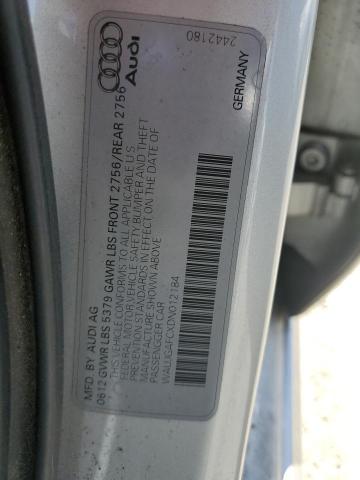 Audi
2442180
GERMANY
MFD. BY AUDI AG
0612 GVWR LBS 5379 GAWR LBS FRONT 2756/REAR 2756
THIS VEHICLE CONFORMS TO ALL APPLICABLE U S
FEDERAL MOTOR VEHICLE SAFETY BUMPER AND THEFT
PREVENTION STANDARDS IN EFFECT ON THE DATE OF
MANUFACTURE SHOWN ABOVE
PASSENGER CAR
WAUUGAFCXDN012184